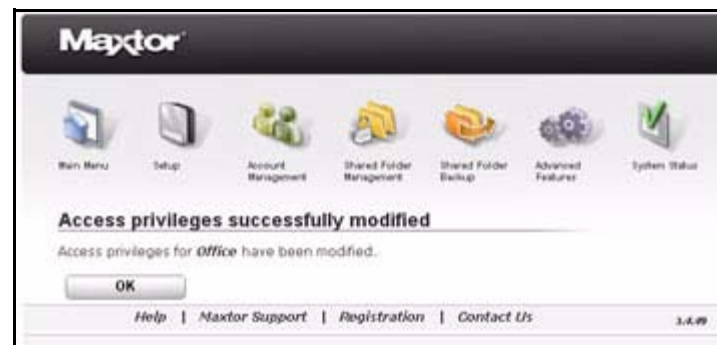 Maxtor
Main Menu
Setup
Account Management
Shared Folder Management
Shared Folder Backup
Advanced Features
System Status
Access privileges successfully modified
Access privileges for Office have been modified.
OK
Help | Maxtor Support | Registration | Contact Us